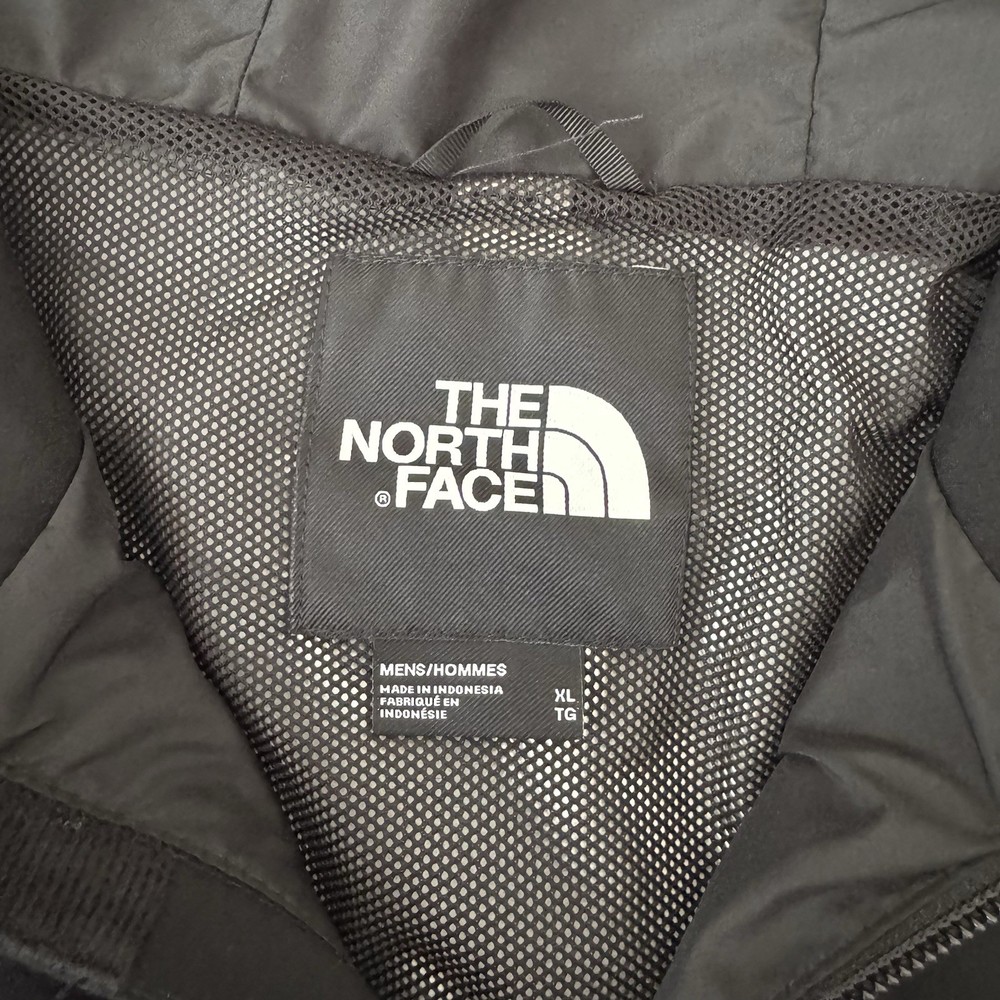 THE
NORTH
® FACE
MENS/HOMMES
MADE IN INDONESIA
FABRIQUÉ EN
INDONÉSIE
XL
TG